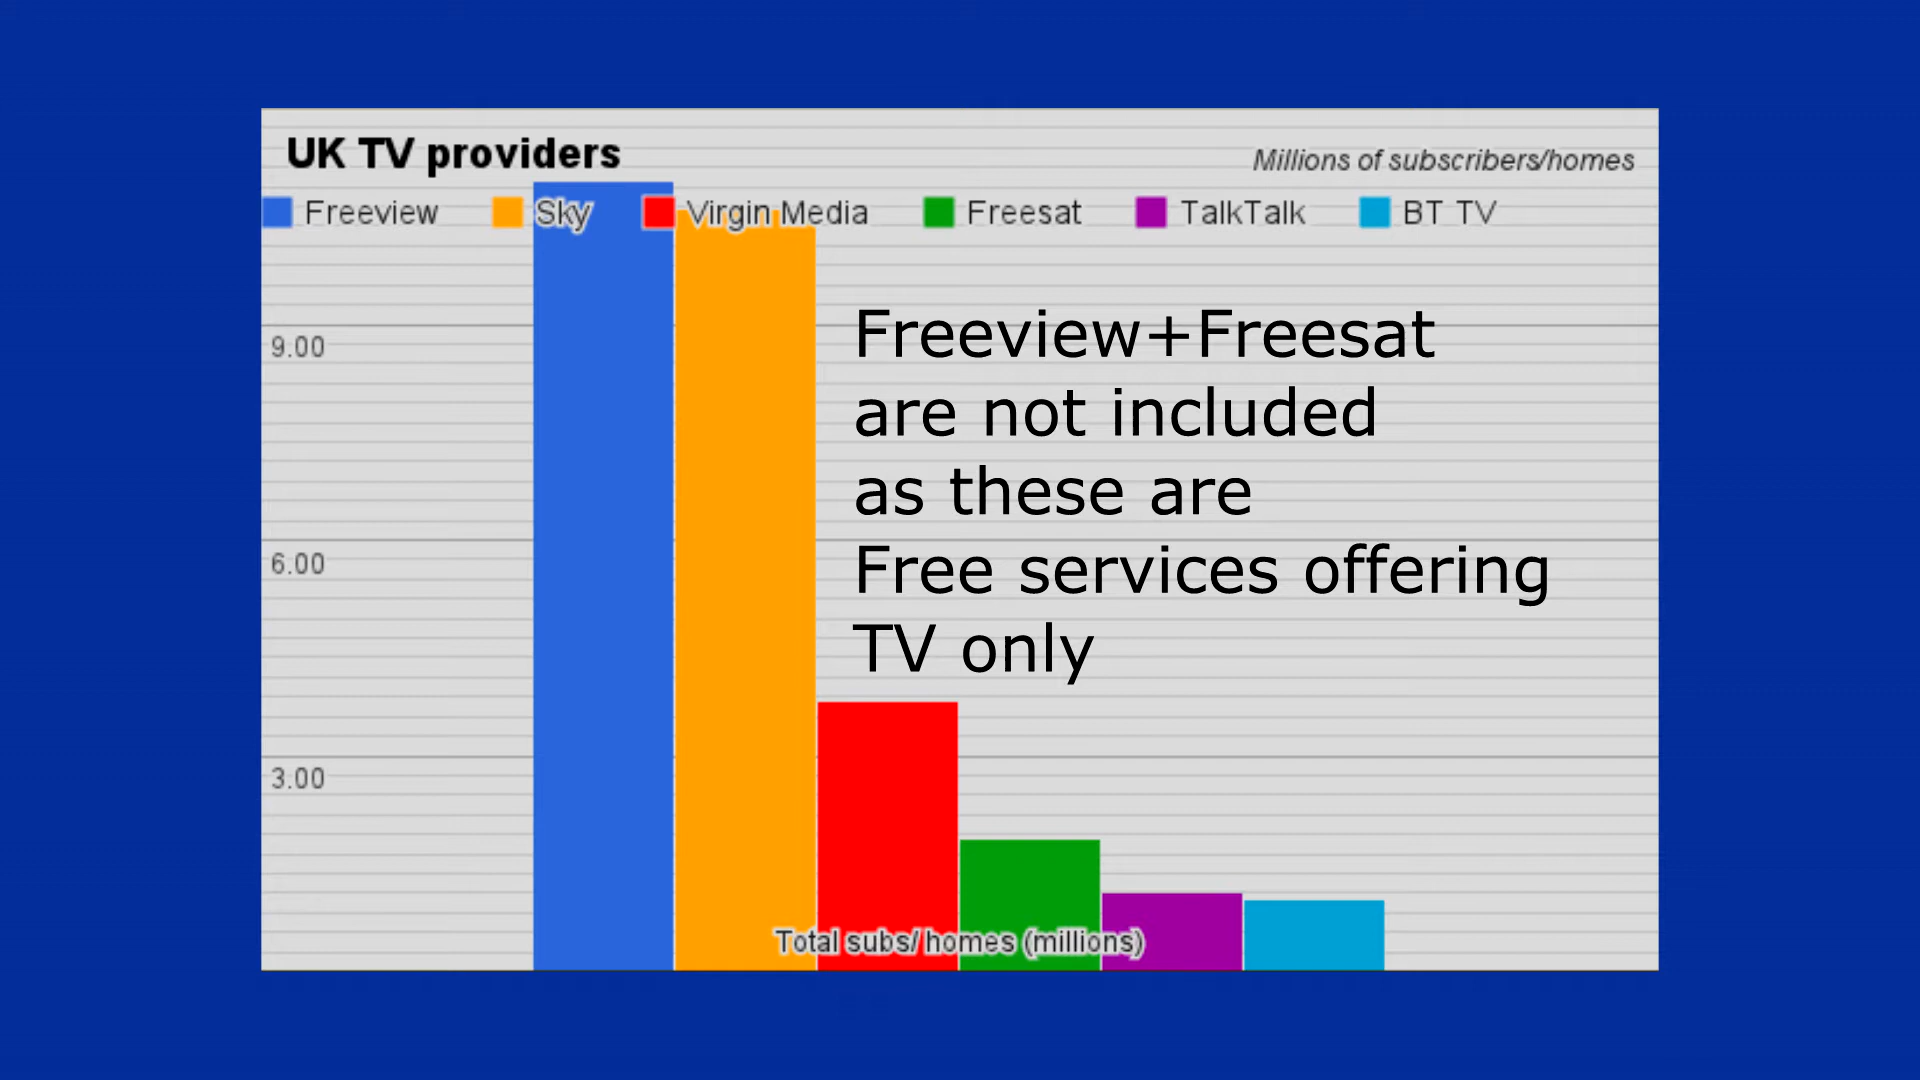 UK TV providers
Millions of subscribers/homes
Freeview Sky Virgin Media Freesat TalkTalk BT TV
9.00
6.00
3.00
Freeview+Freesat
are not included
as these are
Free services offering
TV only
Total subs/ homes (millions)